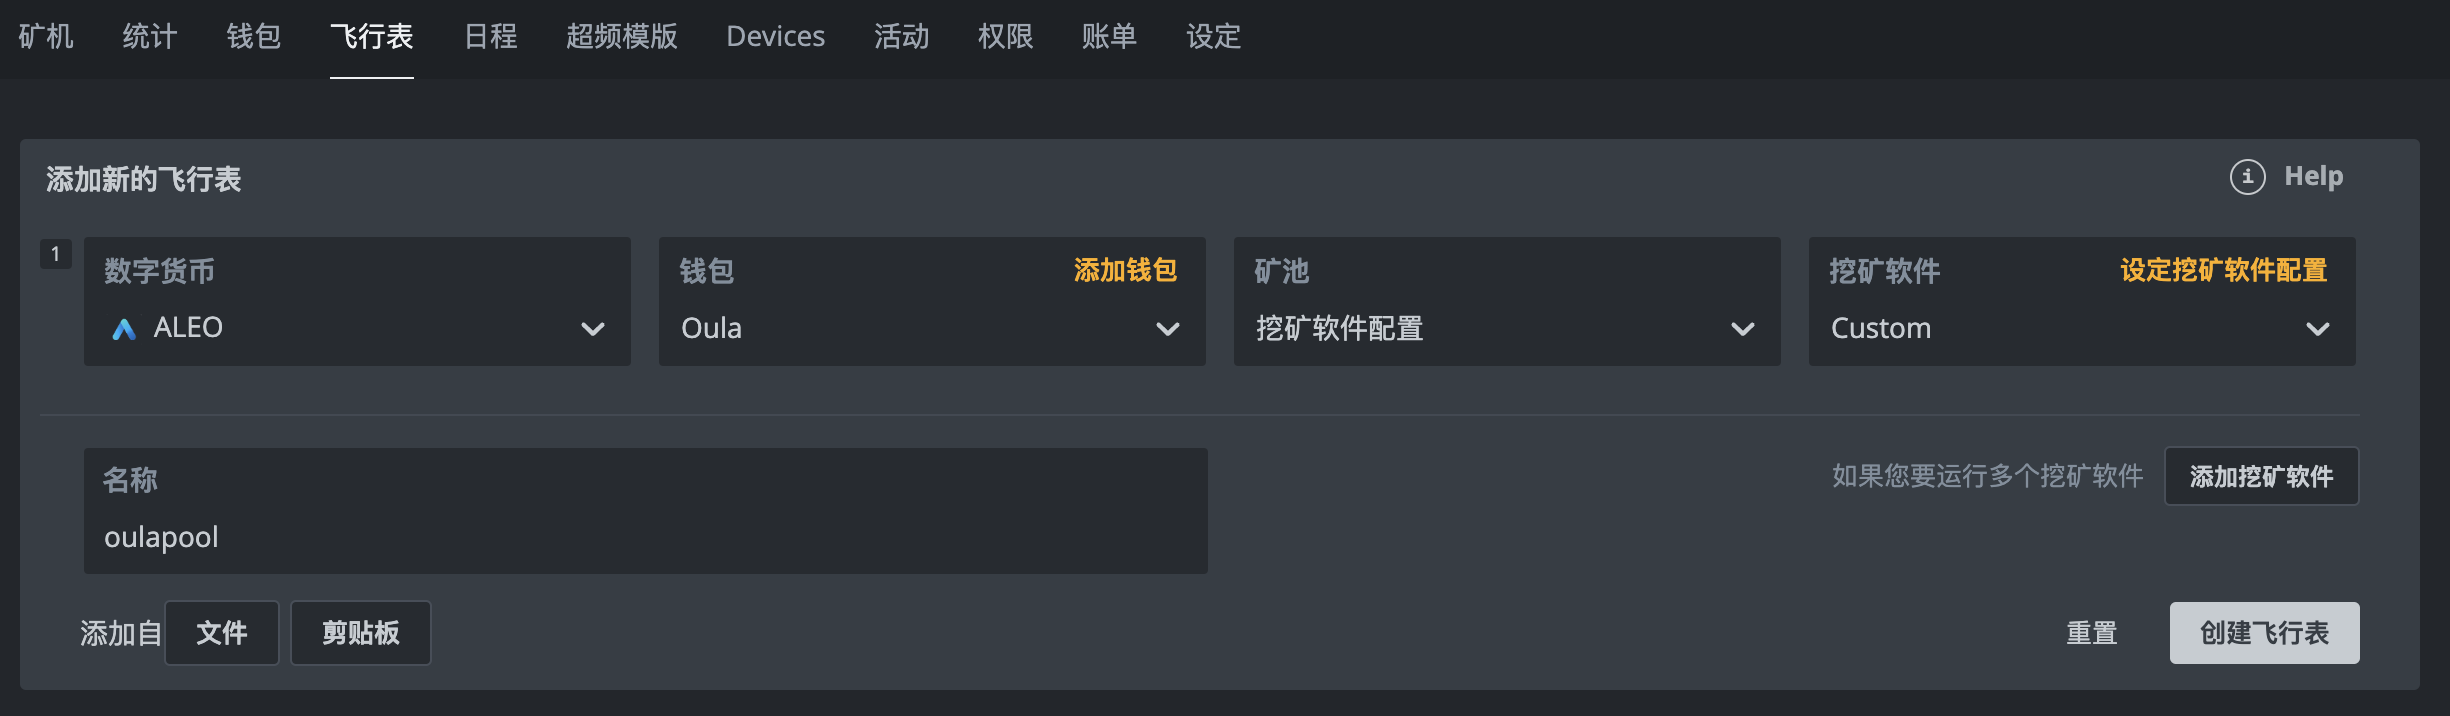 矿机 统计 钱包 飞行表 日程 超频模版 Devices 活动 权限 账单 设定
添加新的飞行表 Help
1
数字货币 钱包 添加钱包 矿池 挖矿软件 设定挖矿软件配置
ALEO Oula 挖矿软件配置 Custom
名称 如果您要运行多个挖矿软件 添加挖矿软件
oulapool
添加自 文件 剪贴板 重置 创建飞行表